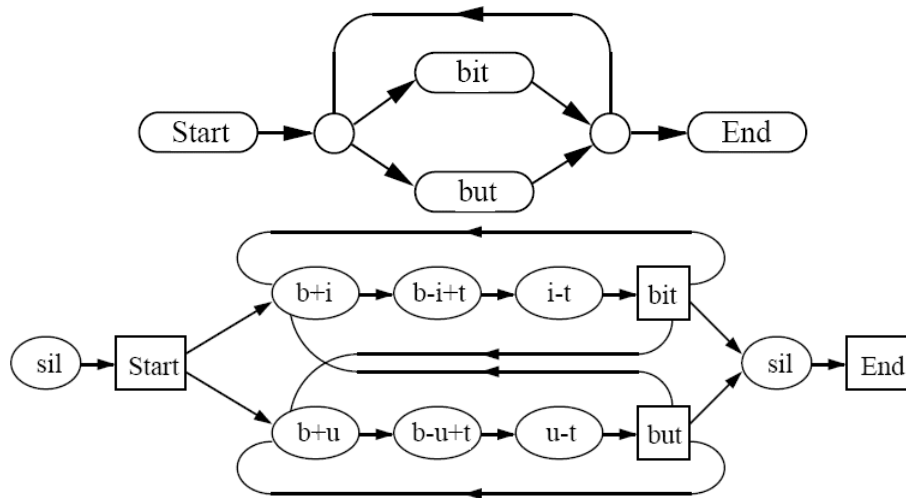 bit
Start
End
but
b+i
b-i+t
i-t
bit
sil
Start
sil
End
b+u
b-u+t
u-t
but